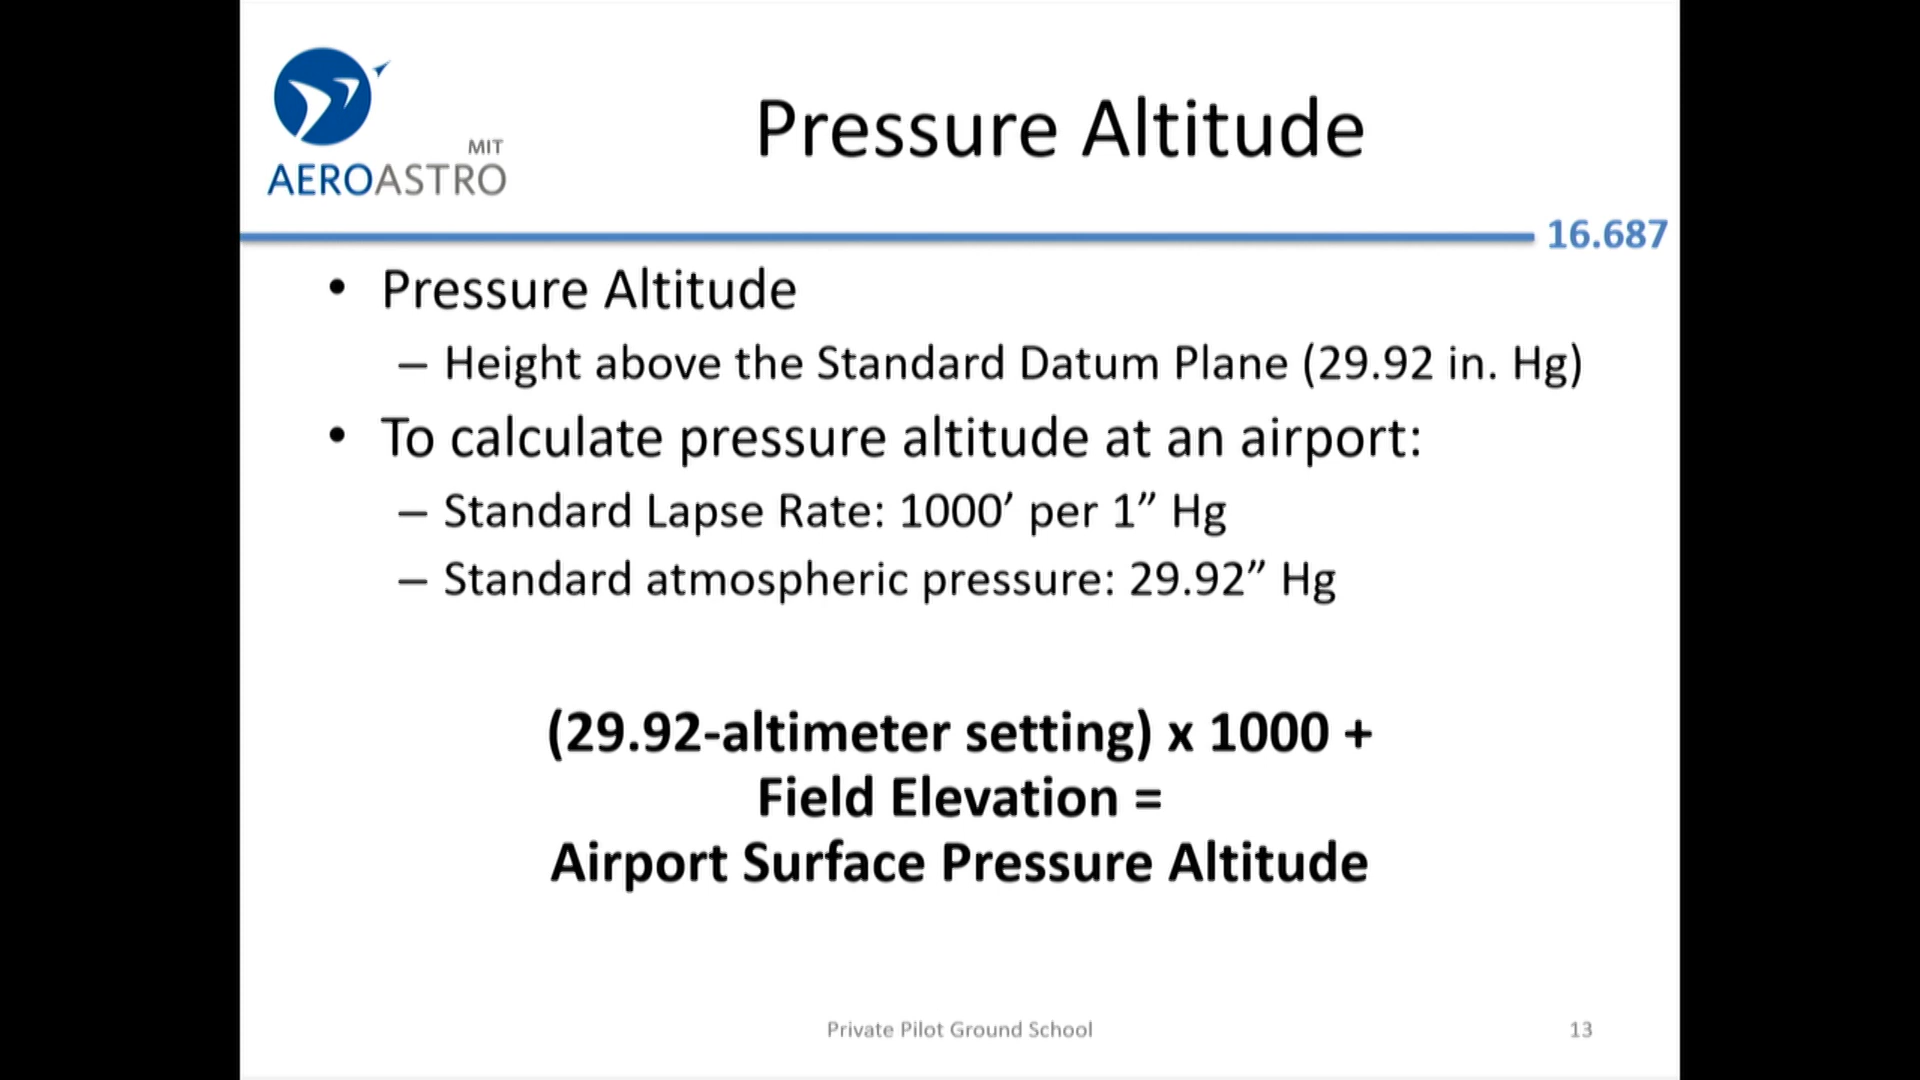 MIT
AEROASTRO
Pressure Altitude
16.687
• Pressure Altitude
– Height above the Standard Datum Plane (29.92 in. Hg)
• To calculate pressure altitude at an airport:
– Standard Lapse Rate: 1000’ per 1” Hg
– Standard atmospheric pressure: 29.92” Hg
(29.92-altimeter setting) x 1000 +
Field Elevation =
Airport Surface Pressure Altitude
Private Pilot Ground School
13